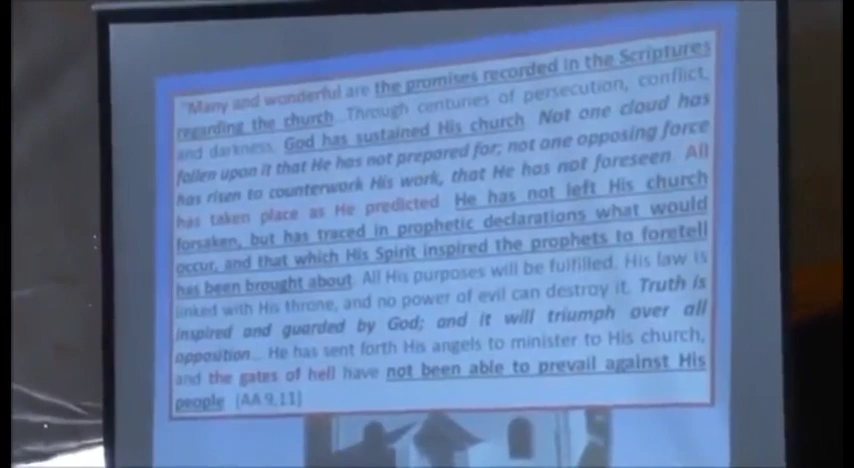 "Many and wonderful are the promises recorded in the Scriptures
regarding the church...Through centuries of persecution, conflict,
and darkness, God has sustained His church. Not one cloud has
fallen upon it that He has not prepared for; not one opposing force
has risen to counterwork His work, that He has not foreseen. All
has taken place as He predicted. He has not left His church
forsaken, but has traced in prophetic declarations what would
occur, and that which His Spirit inspired the prophets to foretell
has been brought about. All His purposes will be fulfilled. His law is
linked with His throne, and no power of evil can destroy it. Truth is
inspired and guarded by God; and it will triumph over all
opposition... He has sent forth His angels to minister to His church,
and the gates of hell have not been able to prevail against His
people. [AA 9,11]